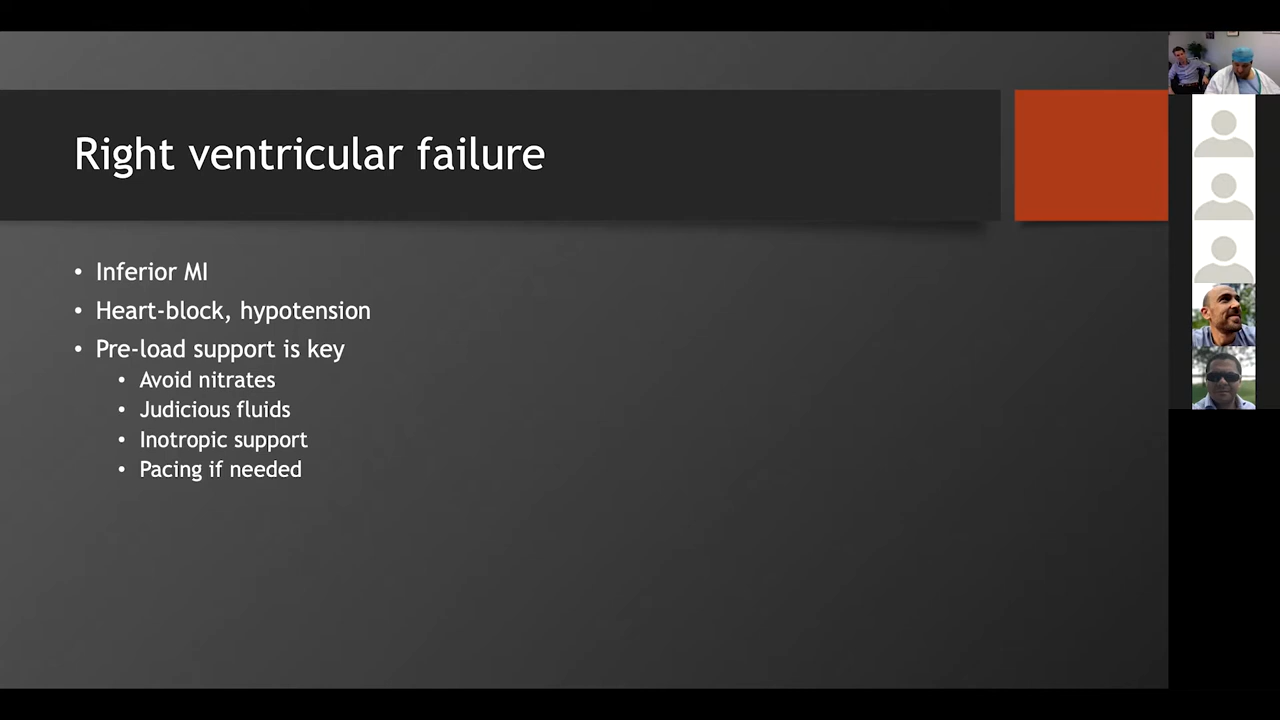 Right ventricular failure
• Inferior MI
• Heart-block, hypotension
• Pre-load support is key
• Avoid nitrates
• Judicious fluids
• Inotropic support
• Pacing if needed